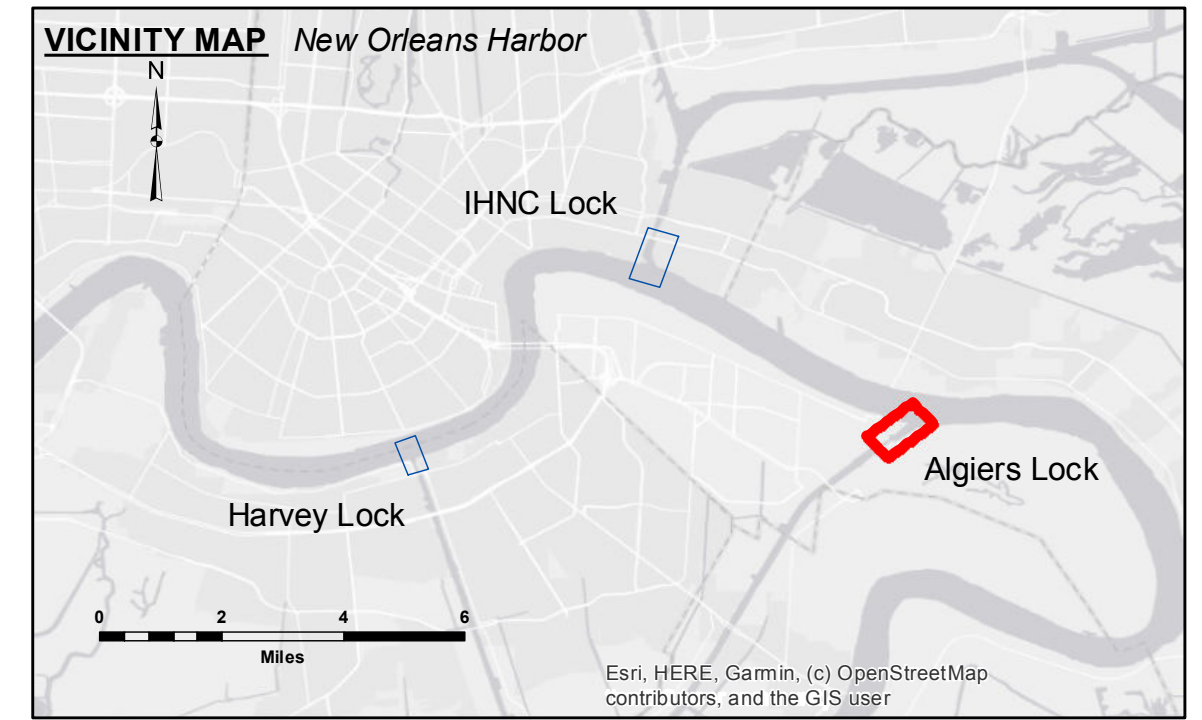 VICINITY MAP New Orleans Harbor
N
IHNC Lock
Algiers Lock
Harvey Lock
0 2 4 6
Miles
Esri, HERE, Garmin, (c) OpenStreetMap
contributors, and the GIS user